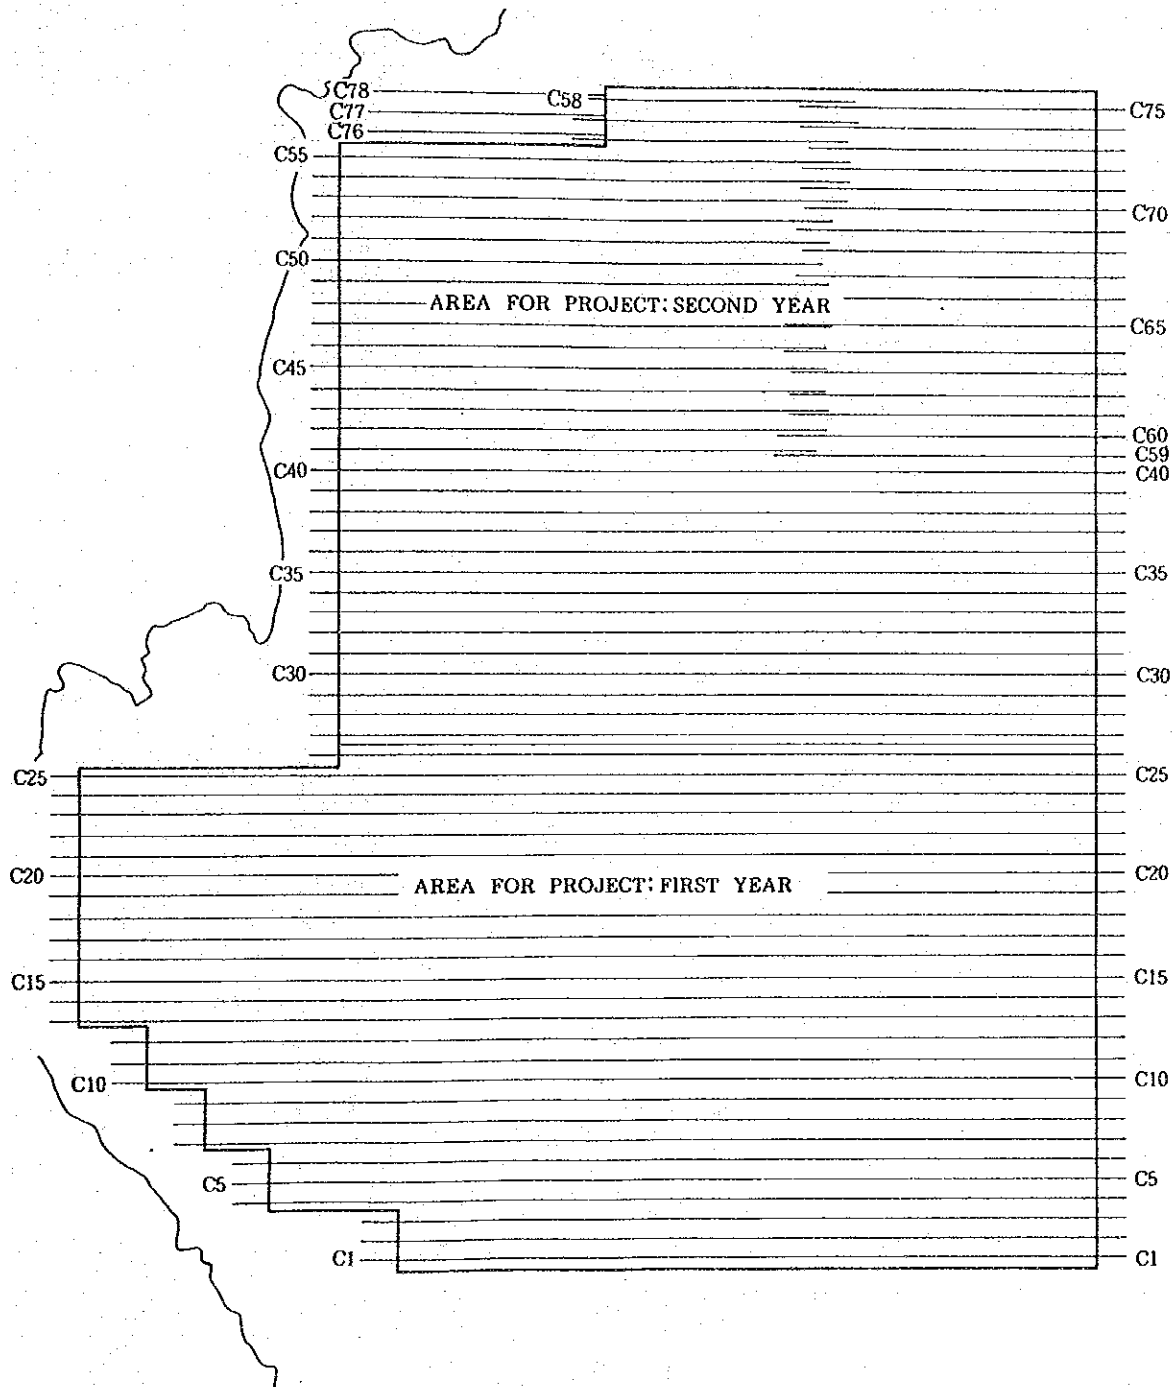 C78
C58
C75
C77
C76
C55
C70
C50
AREA FOR PROJECT: SECOND YEAR
C65
C45
C60
C59
C40
C40
C35
C35
C30
C30
C25
C25
C20
AREA FOR PROJECT: FIRST YEAR
C20
C15
C15
C10
C10
C5
C5
C1
C1